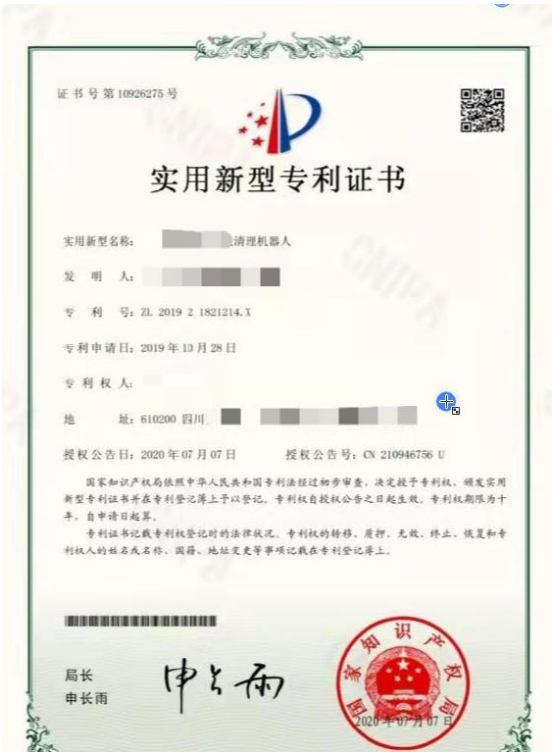 证书号第10926275号
实用新型专利证书
实用新型名称: 清理机器人
发 明 人:
专 利 号: ZL 2019 2 1821214.X
专利申请日: 2019年10月28日
专 利 权 人:
地 址: 610200 四川
授权公告日: 2020年07月07日 授权公告号: CN 210946756 U
国家知识产权局依照中华人民共和国专利法经过初步审查,决定授予专利权,颁发实用
新型专利证书并在专利登记簿上予以登记。专利权自授权公告之日起生效。专利权期限为十
年,自申请日起算。
专利证书记载专利权登记时的法律状况。专利权的转移、质押、无效、终止、恢复和专
利权人的姓名或名称、国籍、地址变更等事项记载在专利登记簿上。
局长
申长雨
申长雨
国家知识产权局
2020年07月07日
CNIPA